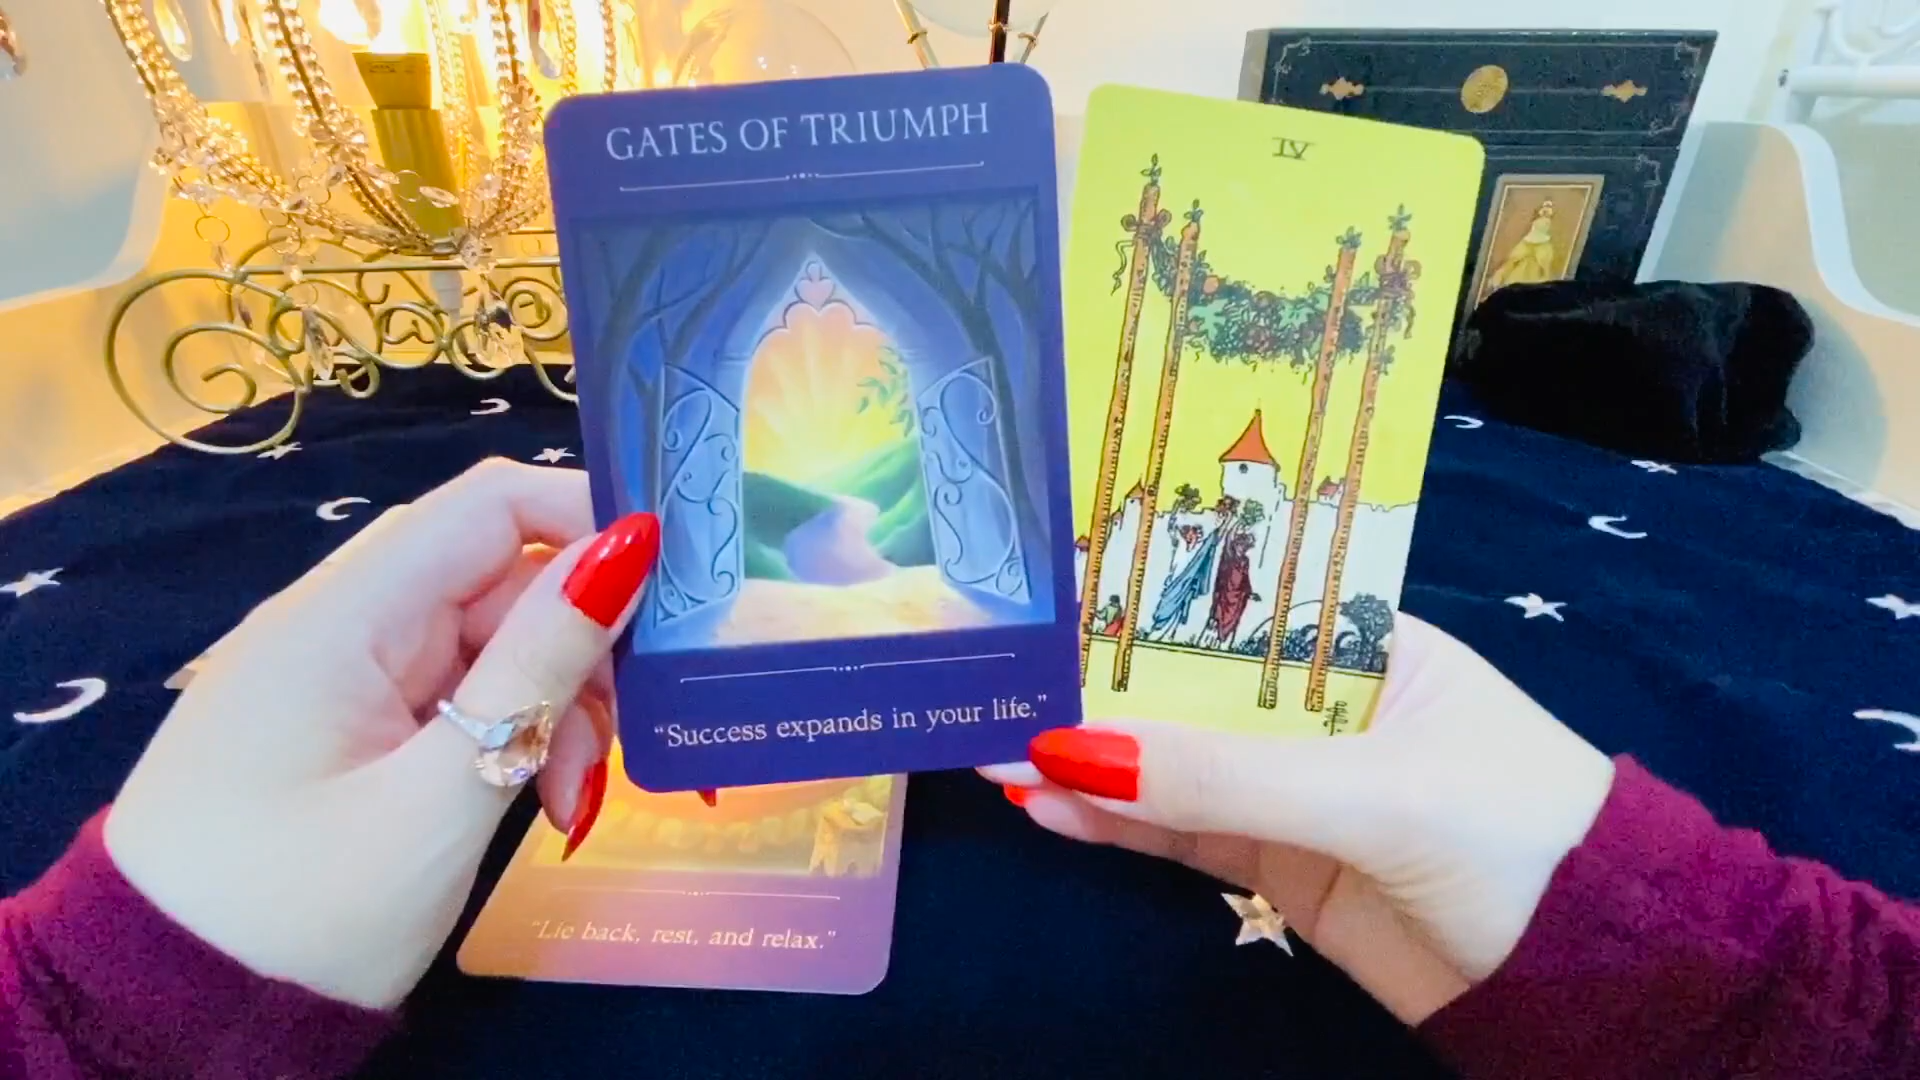 GATES OF TRIUMPH
IV
"Success expands in your life."
"Lie back, rest, and relax."